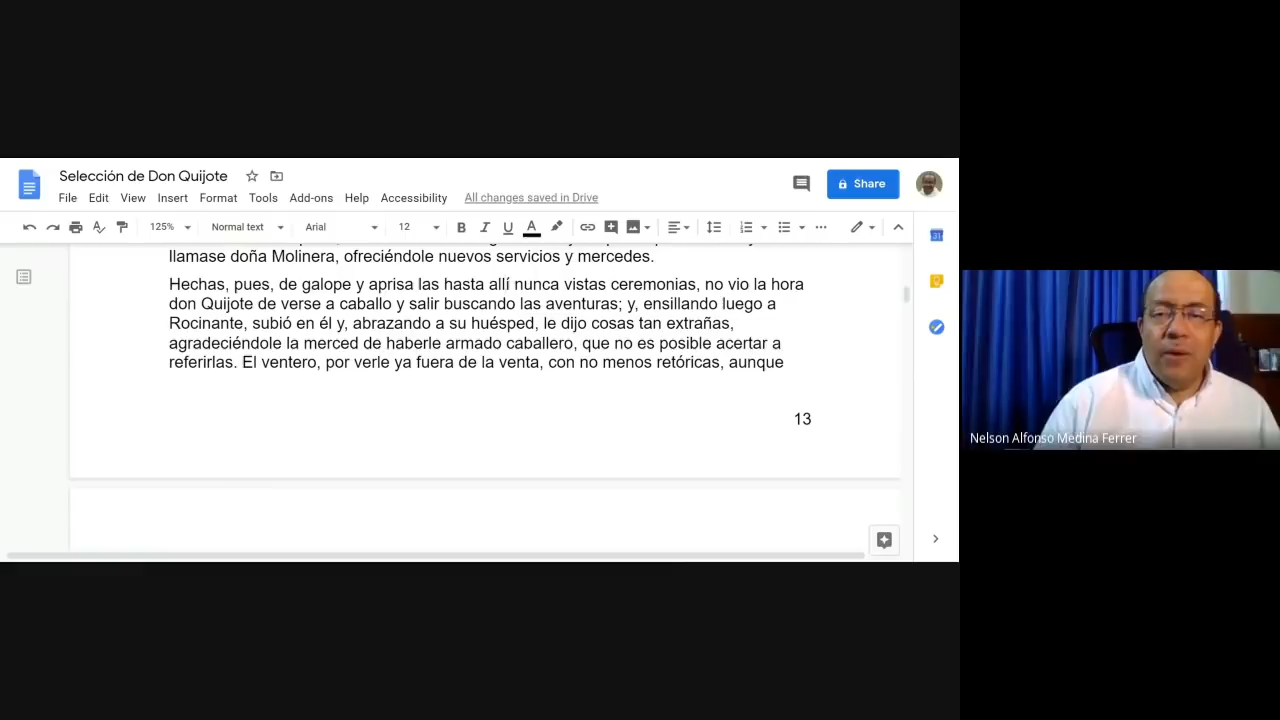 Selección de Don Quijote
File Edit View Insert Format Tools Add-ons Help Accessibility All changes saved in Drive
Share
125% Normal text Arial 12 B I U A
llamase doña Molinera, ofreciéndole nuevos servicios y mercedes.
Hechas, pues, de galope y aprisa las hasta allí nunca vistas ceremonias, no vio la hora
don Quijote de verse a caballo y salir buscando las aventuras; y, ensillando luego a
Rocinante, subió en él y, abrazando a su huésped, le dijo cosas tan extrañas,
agradeciéndole la merced de haberle armado caballero, que no es posible acertar a
referirlas. El ventero, por verle ya fuera de la venta, con no menos retóricas, aunque
13
31
Nelson Alfonso Medina Ferrer